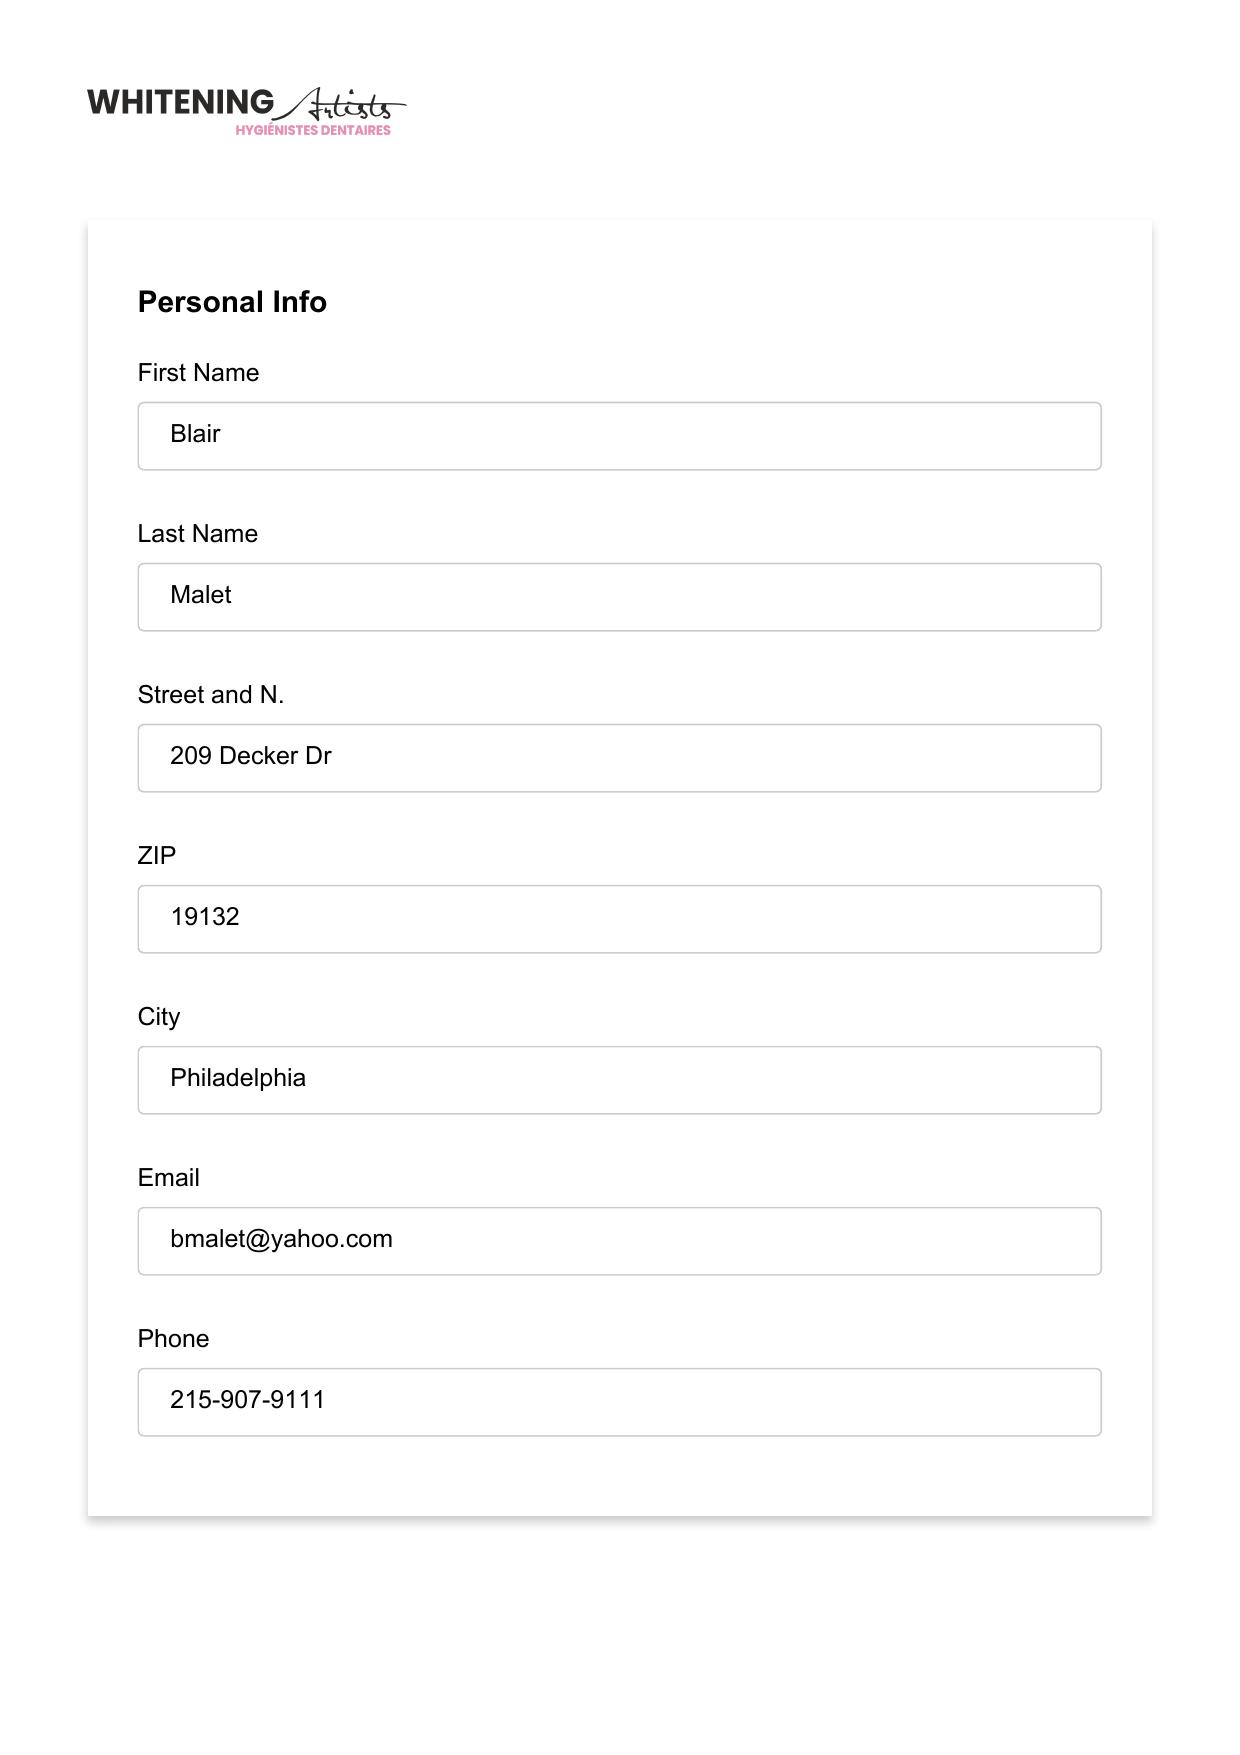 WHITENING Artists
HYGIÉNISTES DENTAIRES
Personal Info
First Name
Blair
Last Name
Malet
Street and N.
209 Decker Dr
ZIP
19132
City
Philadelphia
Email
bmalet@yahoo.com
Phone
215-907-9111